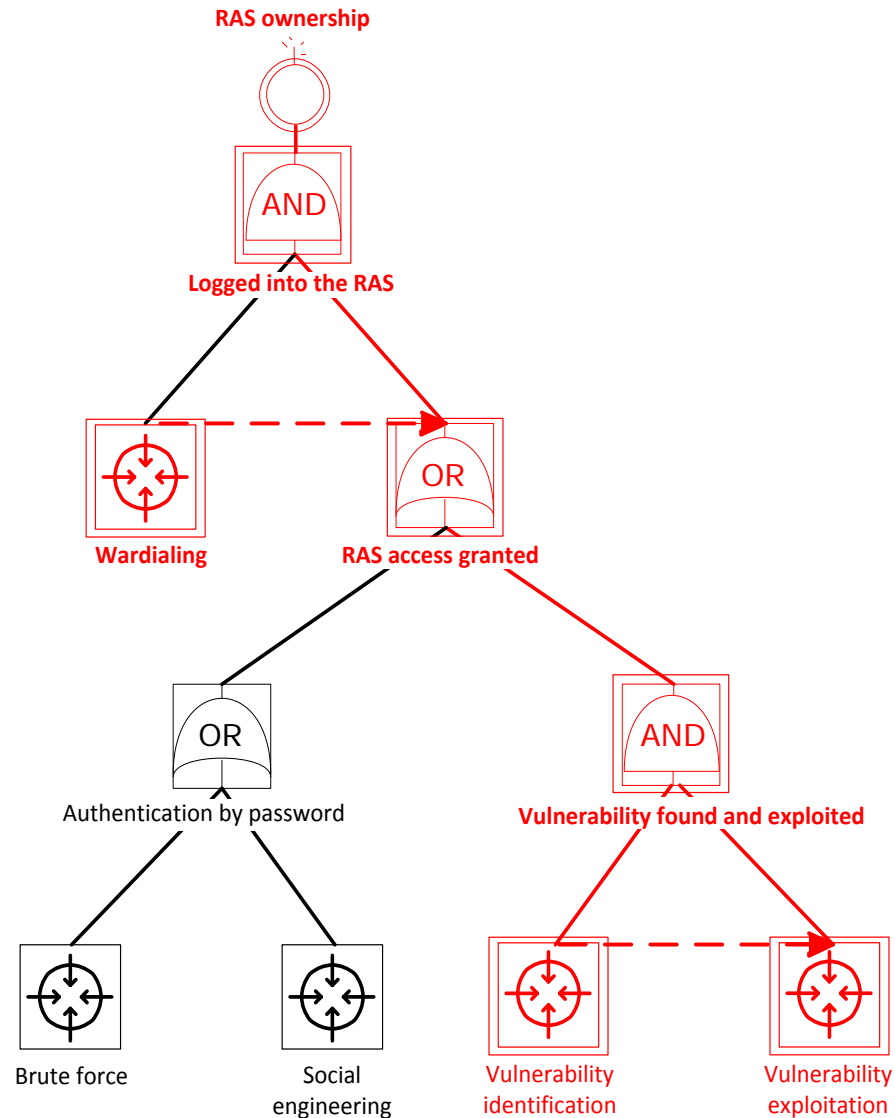 RAS ownership
AND
Logged into the RAS
OR
Wardialing
RAS access granted
OR
AND
Authentication by password
Vulnerability found and exploited
Brute force
Social
engineering
Vulnerability
identification
Vulnerability
exploitation